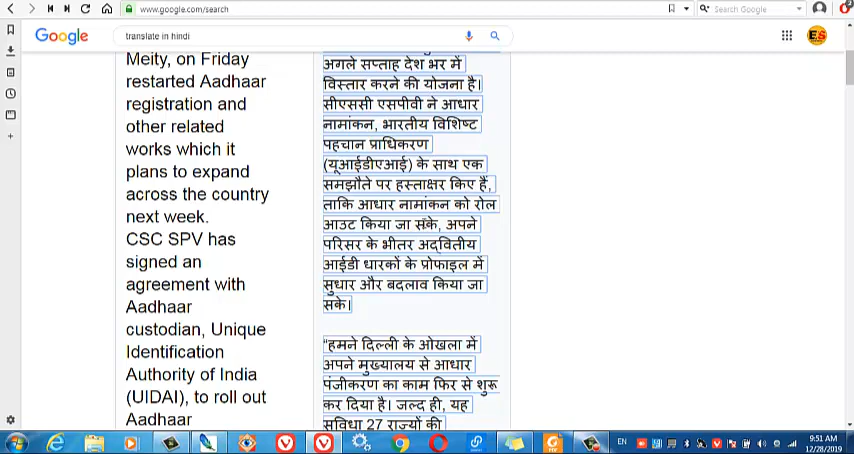 www.google.com/search
Search Google
Google
translate in hindi
ES
Meity, on Friday
restarted Aadhaar
registration and
other related
works which it
plans to expand
across the country
next week.
CSC SPV has
signed an
agreement with
Aadhaar
custodian, Unique
Identification
Authority of India
(UIDAI), to roll out
Aadhaar
अगले सप्ताह देश भर में
विस्तार करने की योजना है।
सीएससी एसपीवी ने आधार
नामांकन, भारतीय विशिष्ट
पहचान प्राधिकरण
(यूआईडीएआई) के साथ एक
समझौते पर हस्ताक्षर किए हैं,
ताकि आधार नामांकन को रोल
आउट किया जा सके, अपने
परिसर के भीतर अद्वितीय
आईडी धारकों के प्रोफाइल में
सुधार और बदलाव किया जा
सके।
"हमने दिल्ली के ओखला में
अपने मुख्यालय से आधार
पंजीकरण का काम फिर से शुरू
कर दिया है। जल्द ही, यह
सुविधा 27 राज्यों की
EN
9:51 AM
12/28/2019